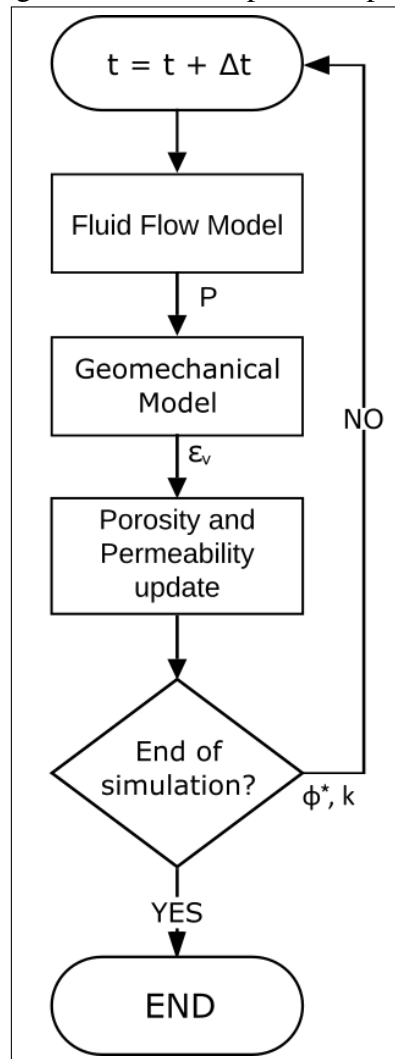 t = t + Δt
Fluid Flow Model
P
Geomechanical
Model
εᵥ
Porosity and
Permeability
update
NO
End of
simulation?
ϕ*, k
YES
END